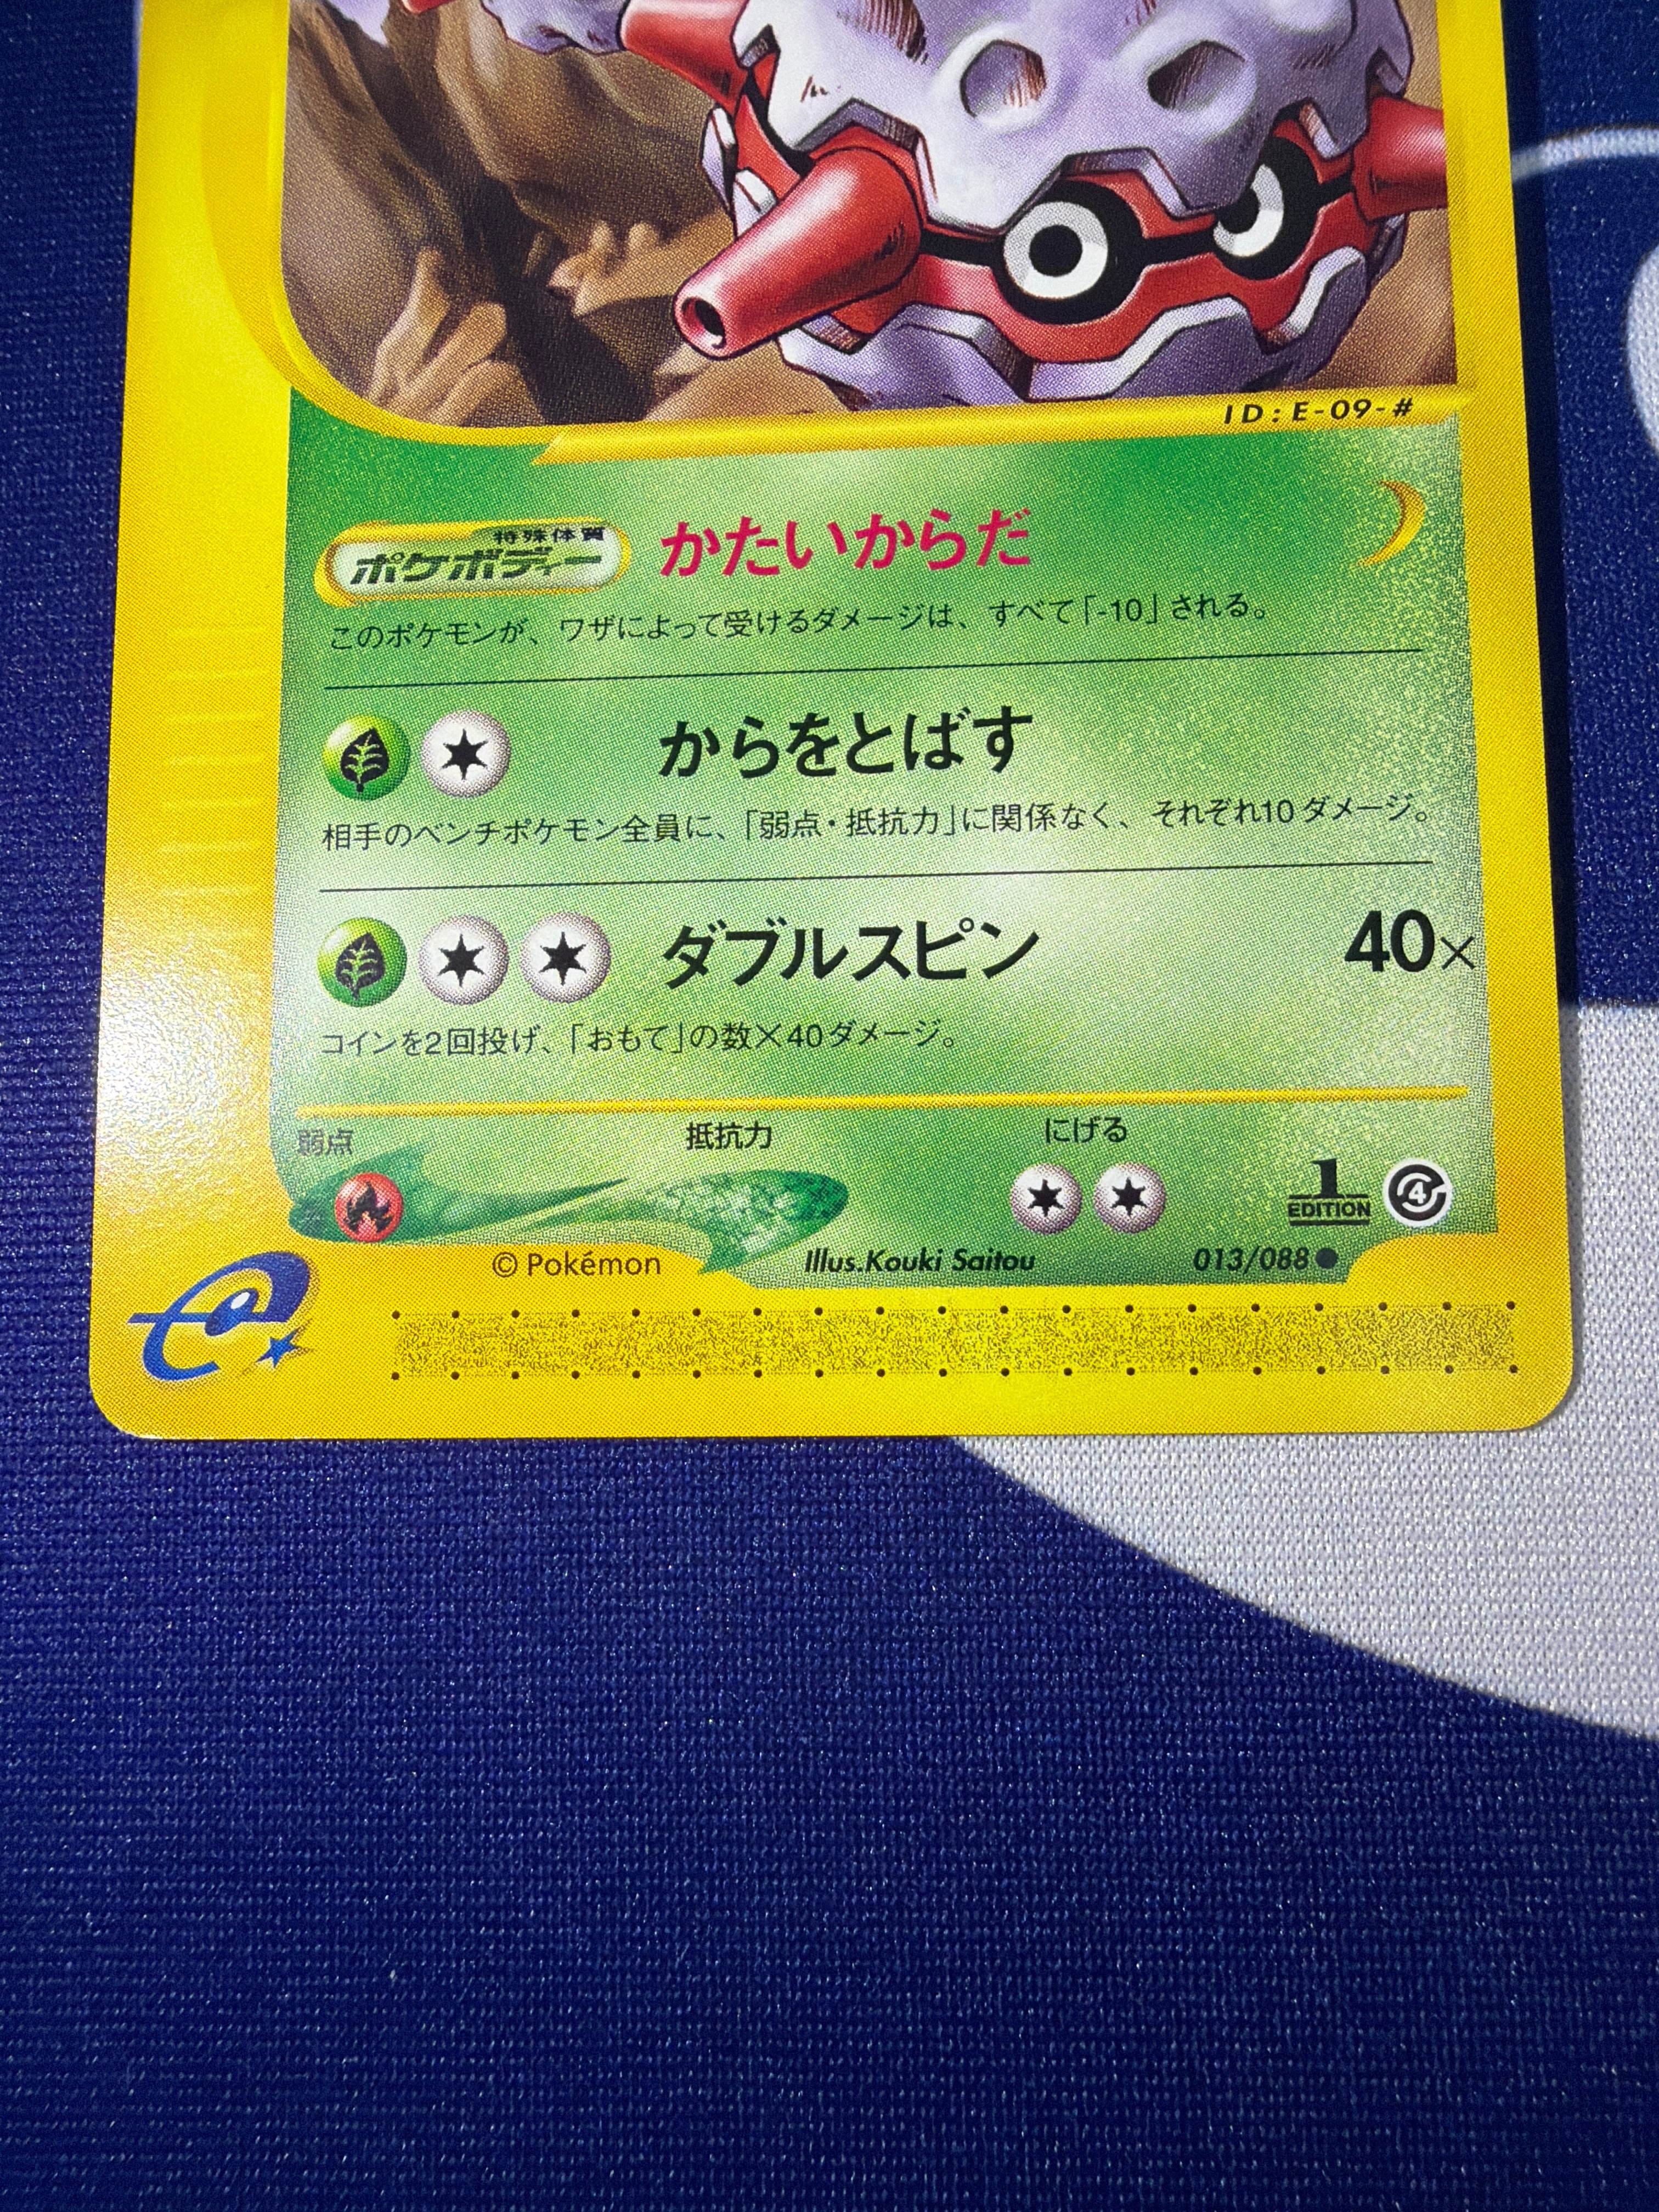 ID:E-09-#
特殊体質
ポケボディー かたいからだ
このポケモンが、ワザによって受けるダメージは、すべて「-10」される。
からをとばす
相手のベンチポケモン全員に、「弱点・抵抗力」に関係なく、それぞれ10ダメージ。
ダブルスピン 40×
コインを2回投げ、「おもて」の数×40ダメージ。
弱点 抵抗力 にげる
1 EDITION 4
© Pokémon Illus.Kouki Saitou 013/088 ●
e